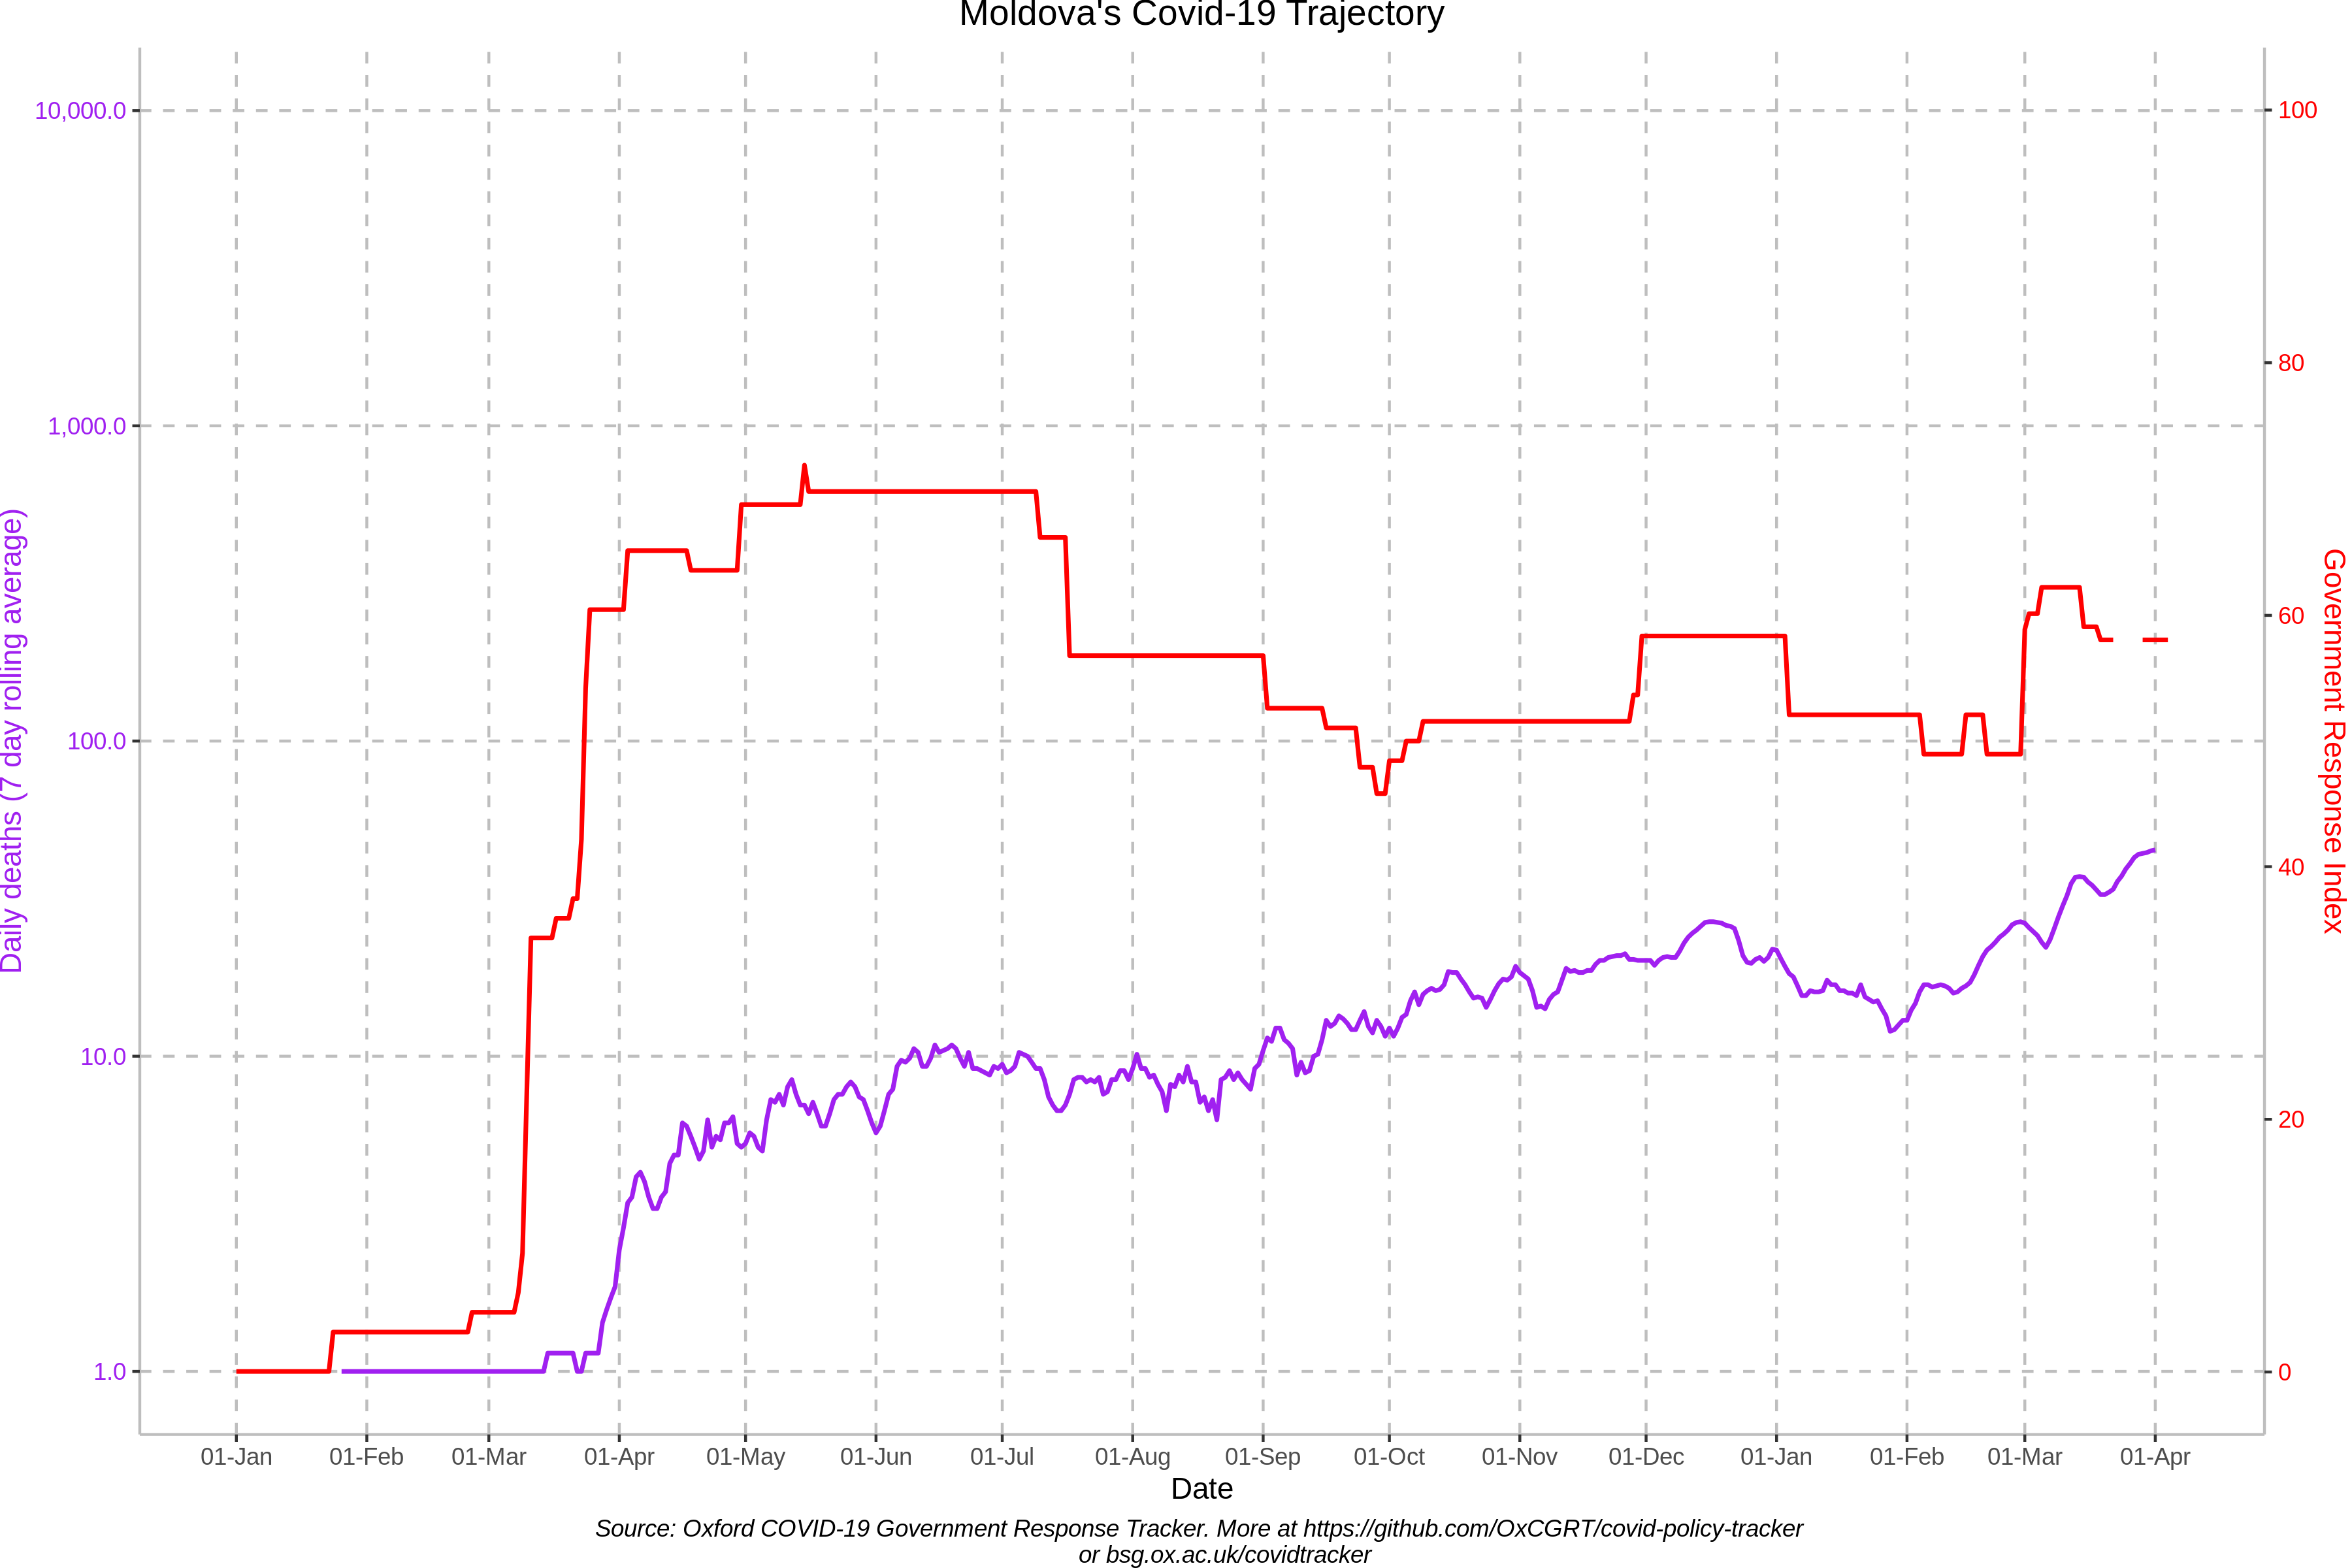 Moldova's Covid-19 Trajectory
10,000.0
1,000.0
100.0
10.0
1.0
Daily deaths (7 day rolling average)
100
80
60
40
20
0
Government Response Index
01-Jan 01-Feb 01-Mar 01-Apr 01-May 01-Jun 01-Jul 01-Aug 01-Sep 01-Oct 01-Nov 01-Dec 01-Jan 01-Feb 01-Mar 01-Apr
Date
Source: Oxford COVID-19 Government Response Tracker. More at https://github.com/OxCGRT/covid-policy-tracker
or bsg.ox.ac.uk/covidtracker